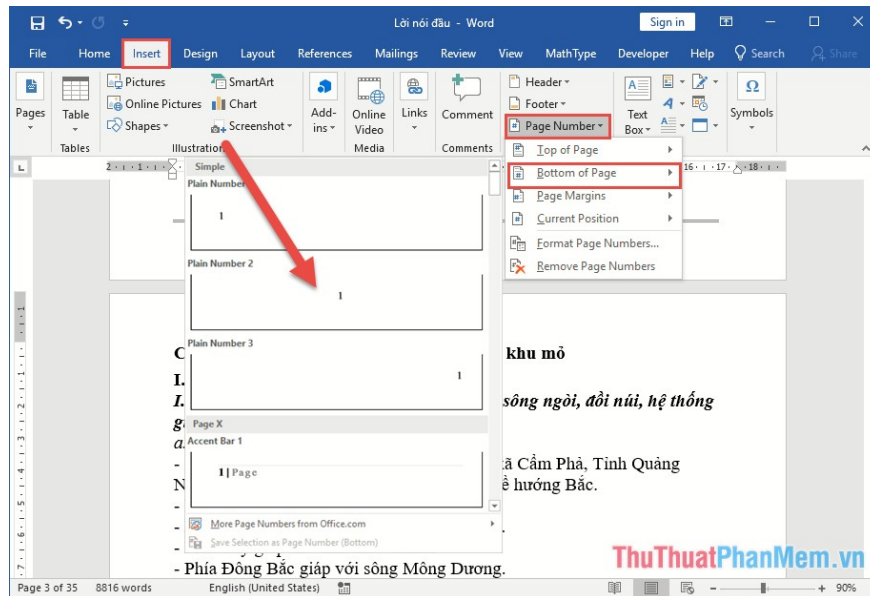 Lời nói đầu - Word
Sign in
File Home Insert Design Layout References Mailings Review View MathType Developer Help Search Share
Pages
Table
Pictures
Online Pictures
Shapes
SmartArt
Chart
Screenshot
Add-
ins
Online
Video
Links
Comment
Header
Footer
Page Number
Text
Box
Symbols
Tables Illustration Media Comments
Top of Page
Bottom of Page
Page Margins
Current Position
Format Page Numbers...
Remove Page Numbers
2 1 1 16 17 18
Simple
Plain Number
1
Plain Number 2
1
Plain Number 3
1
Page X
Accent Bar 1
1|Page
More Page Numbers from Office.com
Save Selection as Page Number (Bottom)
khu mỏ
I.
I. sông ngòi, đồi núi, hệ thống
g
a
- xã Cẩm Phả, Tỉnh Quảng
N về hướng Bắc.
-
-
-
- Phía Đông Bắc giáp với sông Mông Dương.
ThuThuatPhanMem.vn
Page 3 of 35 8816 words English (United States) 90%